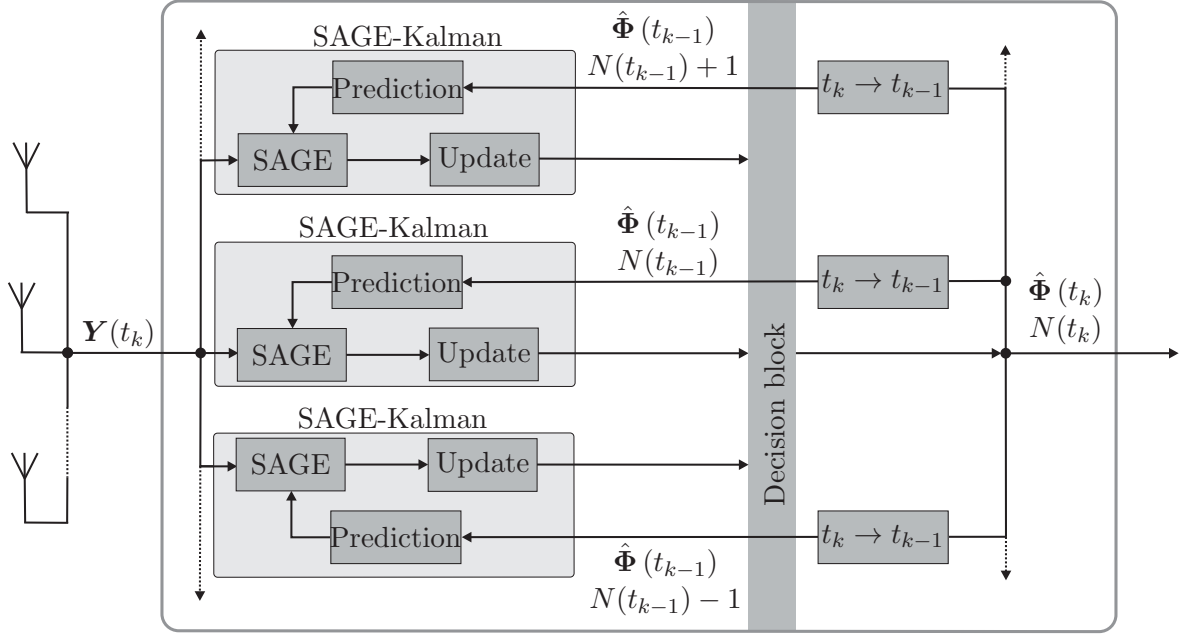 SAGE-Kalman
Φ̂ (t_{k−1})
N(t_{k−1}) + 1
Prediction
t_k → t_{k−1}
SAGE
Update
SAGE-Kalman
Φ̂ (t_{k−1})
N(t_{k−1})
Prediction
t_k → t_{k−1}
Φ̂ (t_k)
N(t_k)
Y(t_k)
SAGE
Update
Decision block
SAGE-Kalman
SAGE
Update
Prediction
t_k → t_{k−1}
Φ̂ (t_{k−1})
N(t_{k−1}) − 1